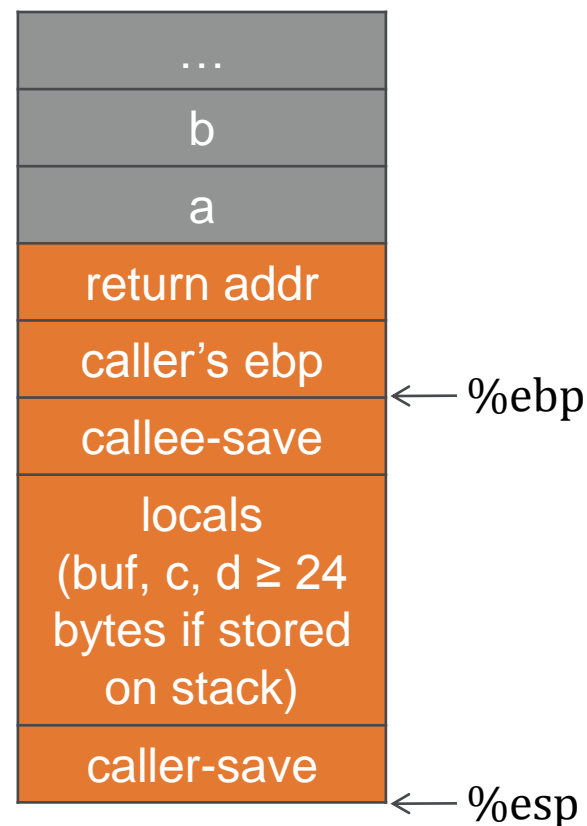 …
b
a
return addr
caller’s ebp
%ebp
callee-save
locals
(buf, c, d ≥ 24
bytes if stored
on stack)
caller-save
%esp